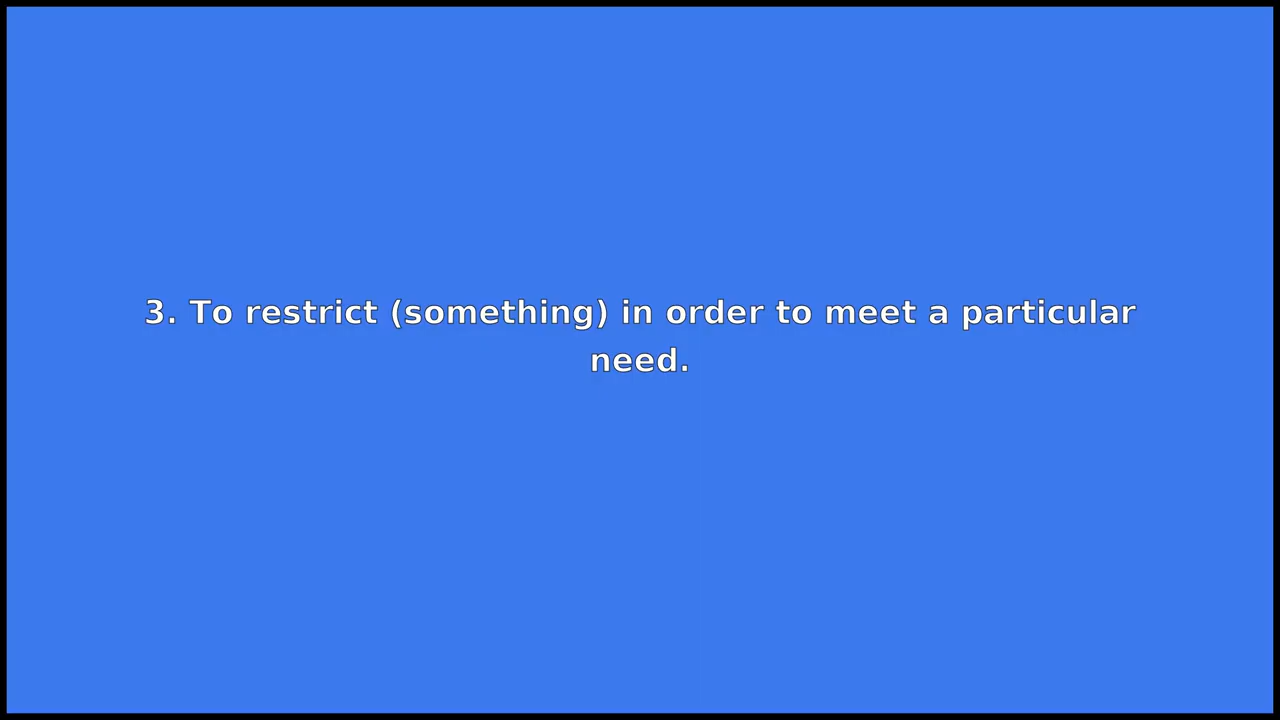 3. To restrict (something) in order to meet a particular
need.